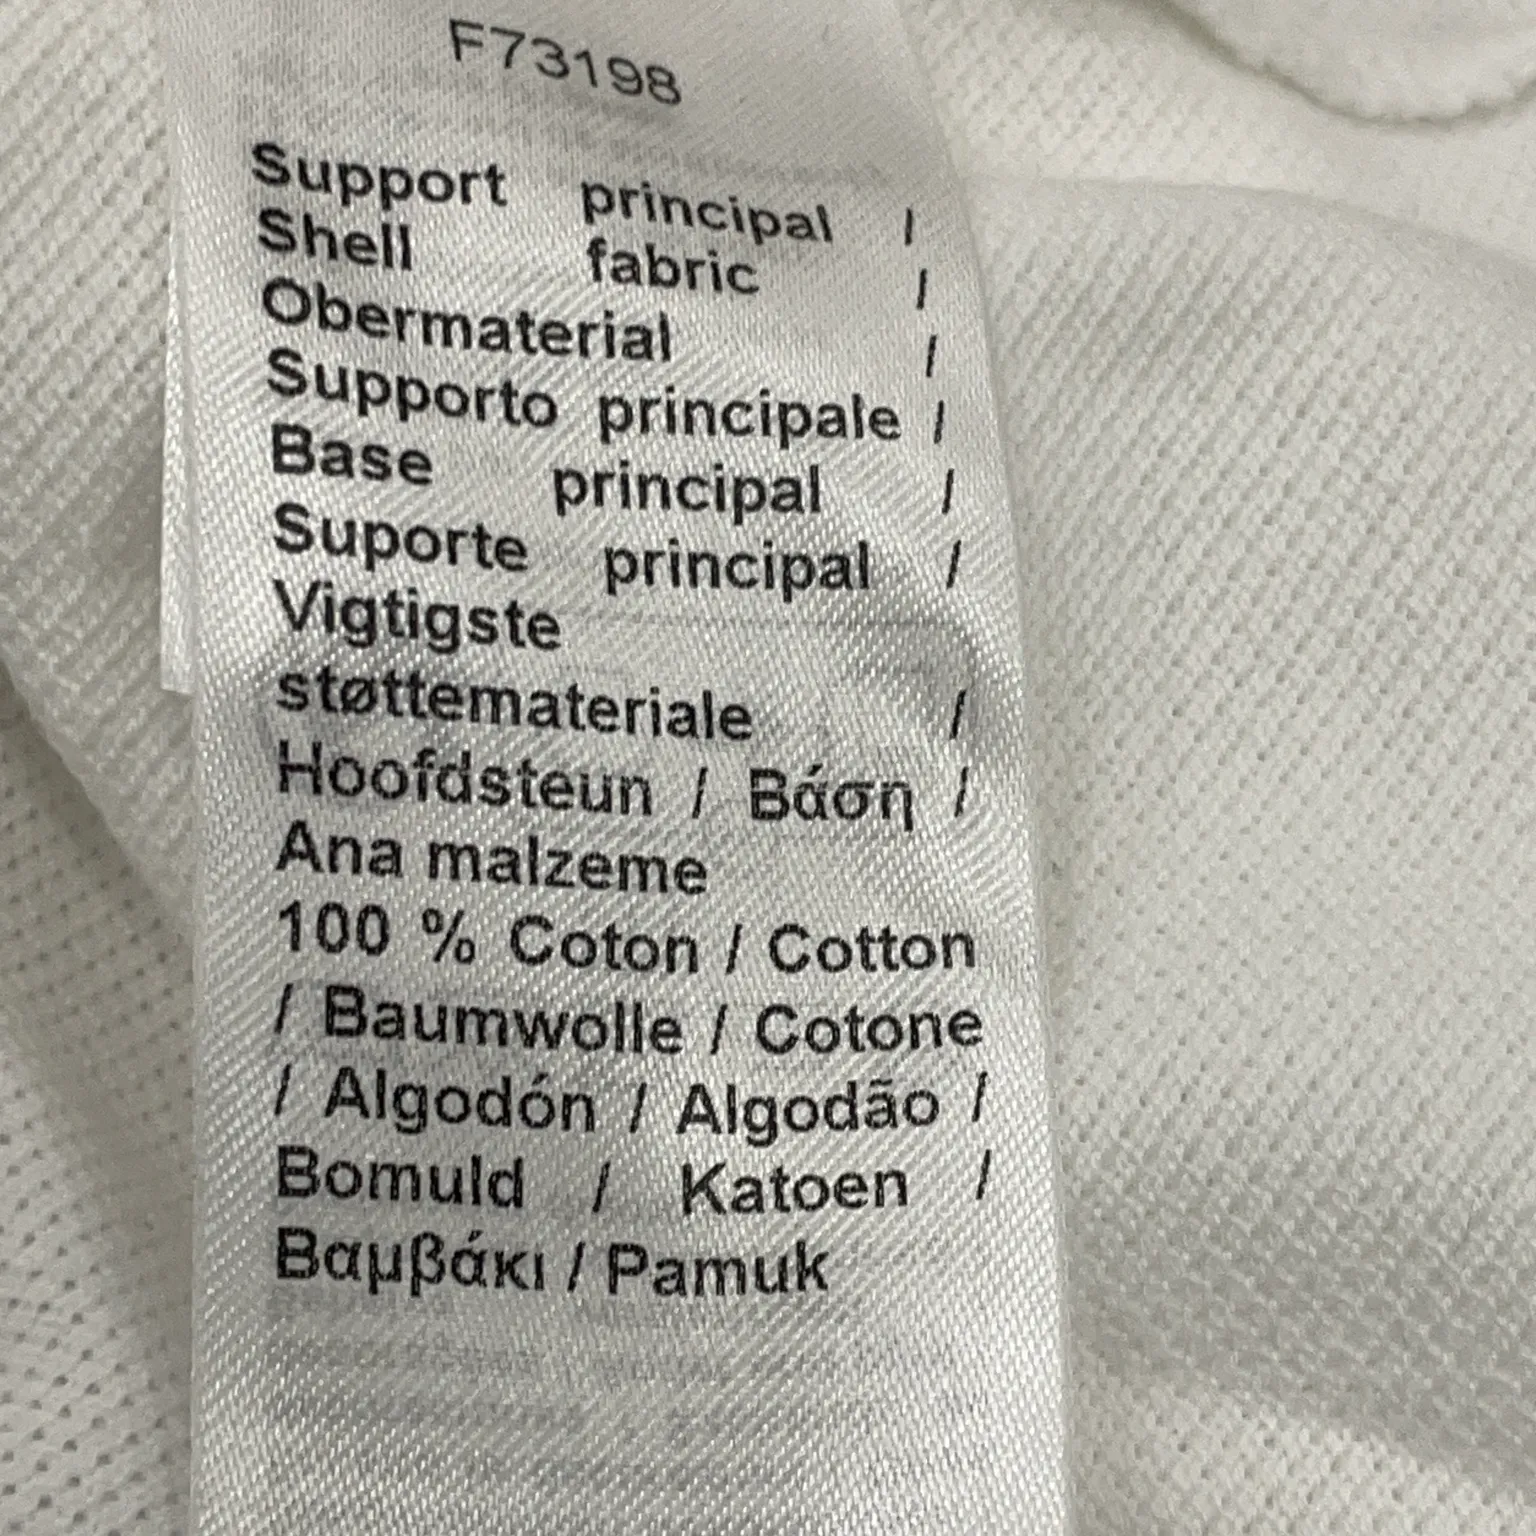 F73198
Support principal /
Shell fabric /
Obermaterial /
Supporto principale /
Base principal /
Suporte principal /
Vigtigste
støttemateriale /
Hoofdsteun / Βάση /
Ana malzeme
100 % Coton / Cotton
/ Baumwolle / Cotone
/ Algodón / Algodão /
Bomuld / Katoen /
Βαμβάκι / Pamuk